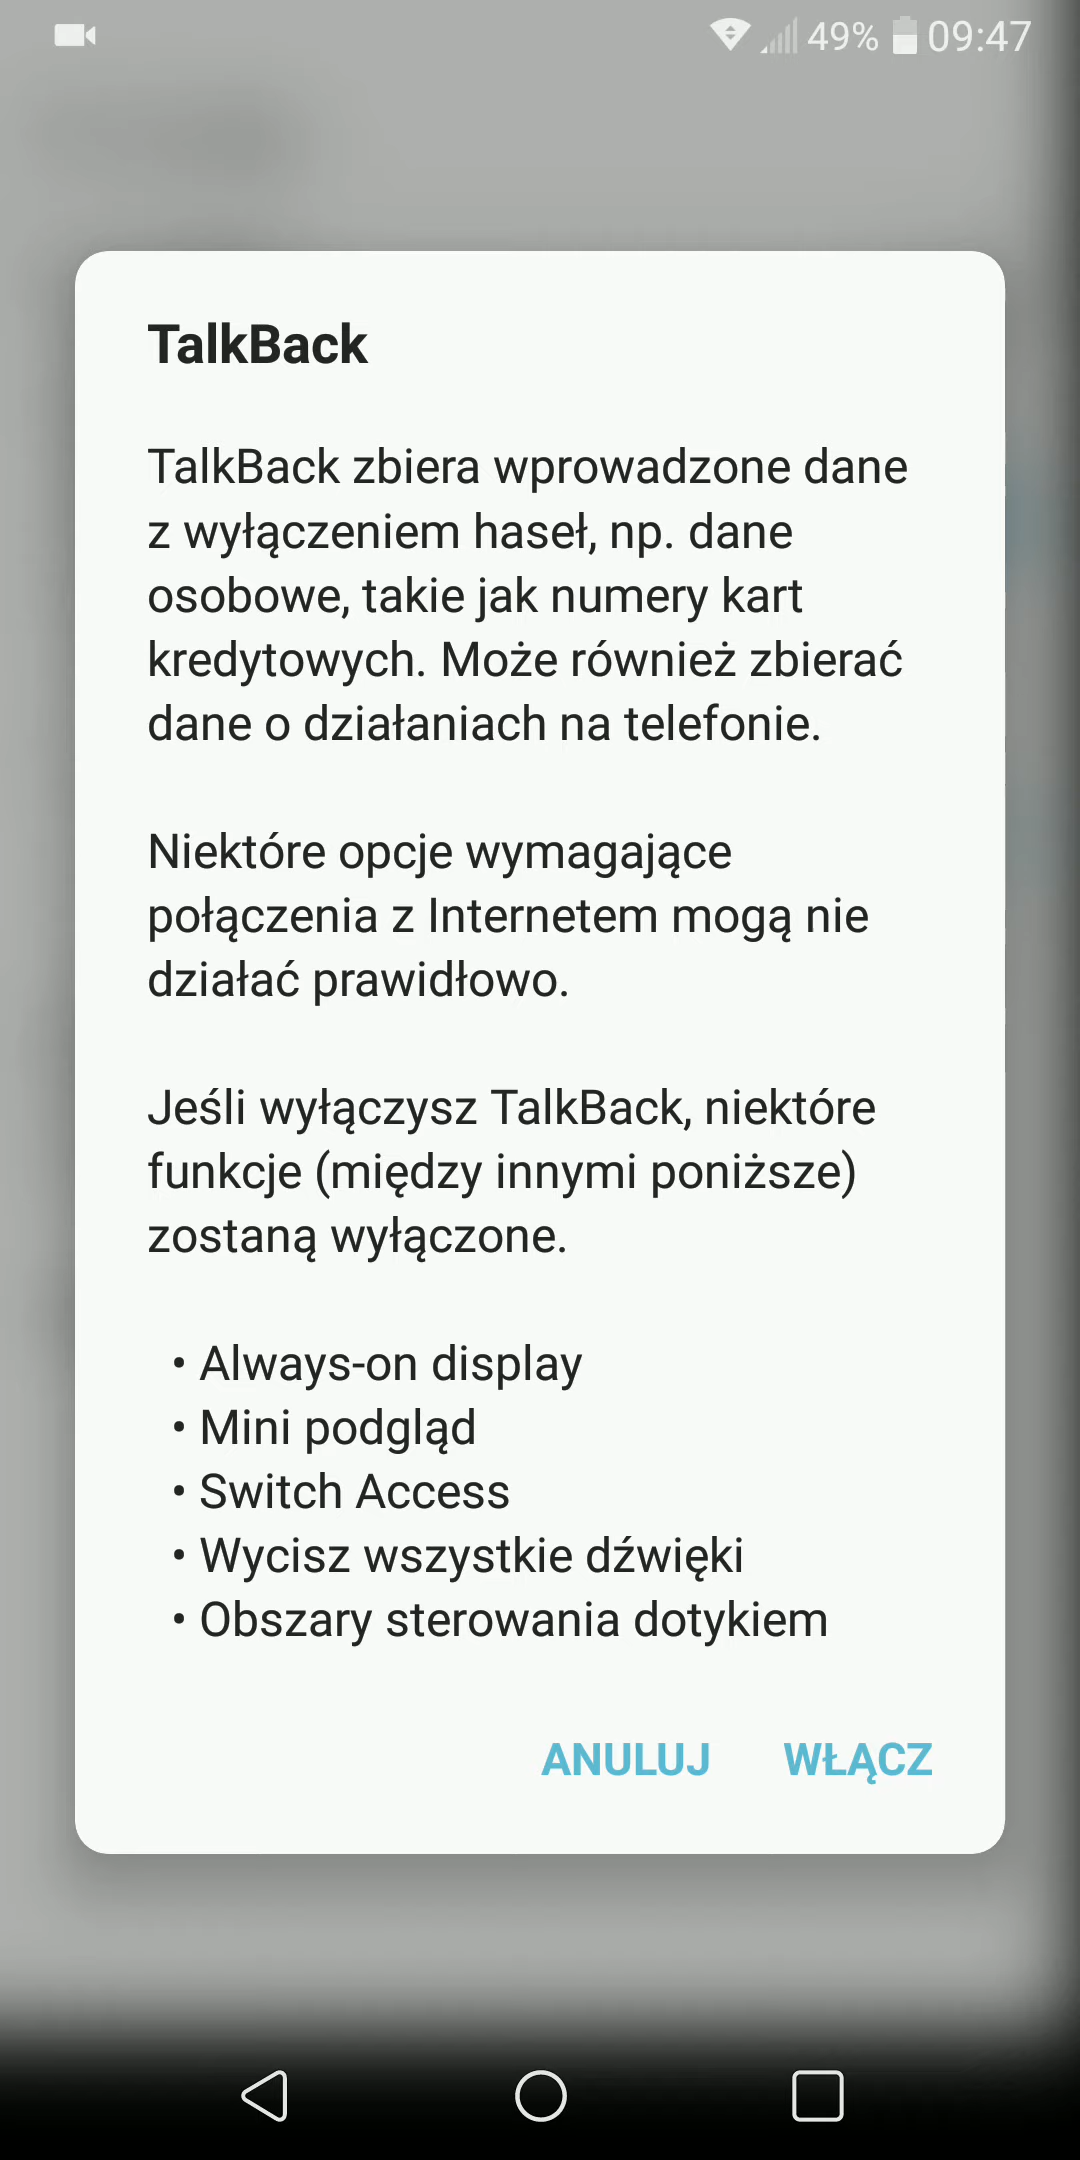 49% 09:47
TalkBack
TalkBack zbiera wprowadzone dane
z wyłączeniem haseł, np. dane
osobowe, takie jak numery kart
kredytowych. Może również zbierać
dane o działaniach na telefonie.
Niektóre opcje wymagające
połączenia z Internetem mogą nie
działać prawidłowo.
Jeśli wyłączysz TalkBack, niektóre
funkcje (między innymi poniższe)
zostaną wyłączone.
• Always-on display
• Mini podgląd
• Switch Access
• Wycisz wszystkie dźwięki
• Obszary sterowania dotykiem
ANULUJ WŁĄCZ